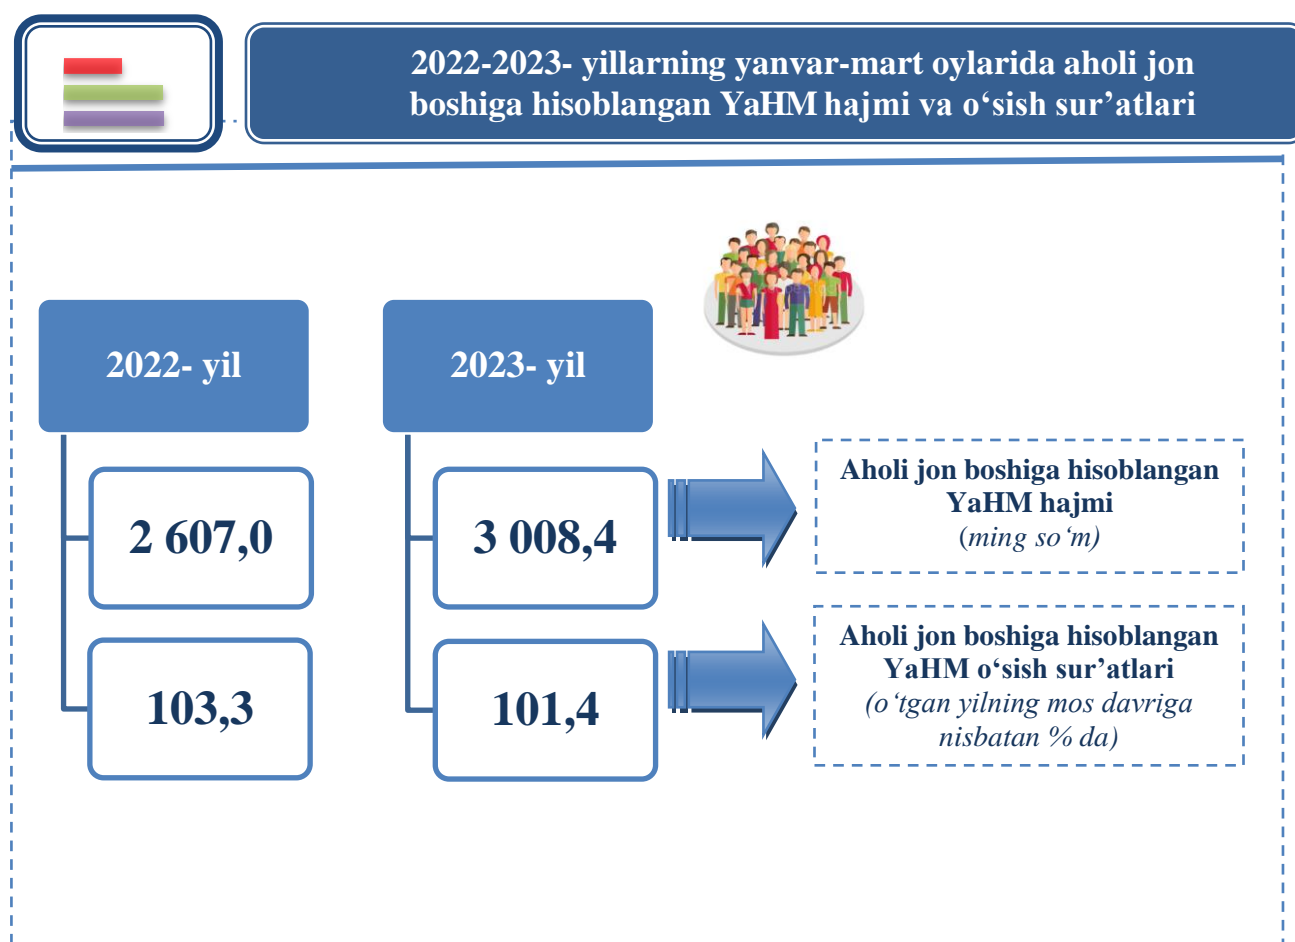 2022-2023- yillarning yanvar-mart oylarida aholi jon
boshiga hisoblangan YaHM hajmi va o‘sish sur’atlari
2022- yil
2023- yil
2 607,0
3 008,4
Aholi jon boshiga hisoblangan
YaHM hajmi
(ming so‘m)
103,3
101,4
Aholi jon boshiga hisoblangan
YaHM o‘sish sur’atlari
(o‘tgan yilning mos davriga
nisbatan % da)